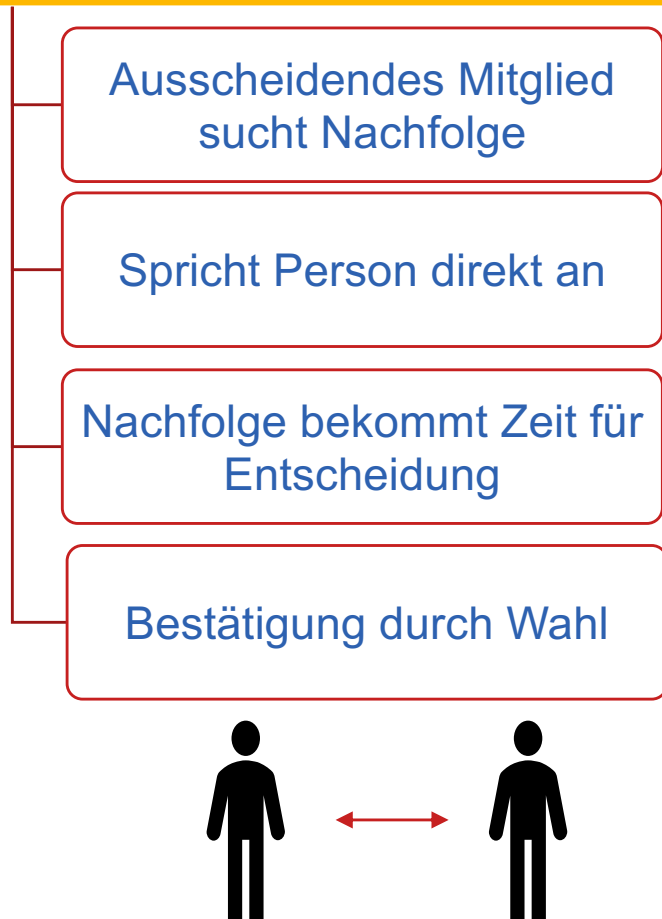 Ausscheidendes Mitglied
sucht Nachfolge
Spricht Person direkt an
Nachfolge bekommt Zeit für
Entscheidung
Bestätigung durch Wahl